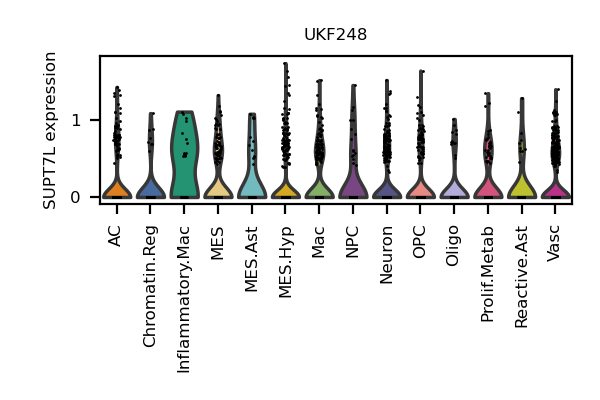 UKF248
SUPT7L expression
1
0
AC
Chromatin.Reg
Inflammatory.Mac
MES
MES.Ast
MES.Hyp
Mac
NPC
Neuron
OPC
Oligo
Prolif.Metab
Reactive.Ast
Vasc